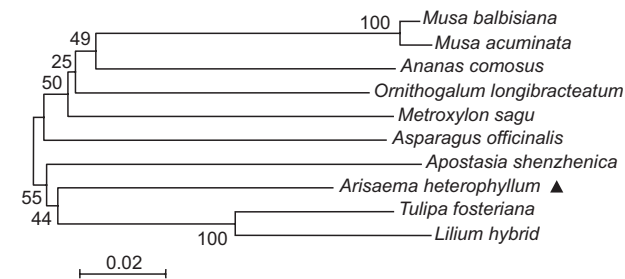 100 Musa balbisiana
49 Musa acuminata
25 Ananas comosus
Ornithogalum longibracteatum
50 Metroxylon sagu
Asparagus officinalis
Apostasia shenzhenica
55 Arisaema heterophyllum ▲
44 Tulipa fosteriana
100 Lilium hybrid
0.02